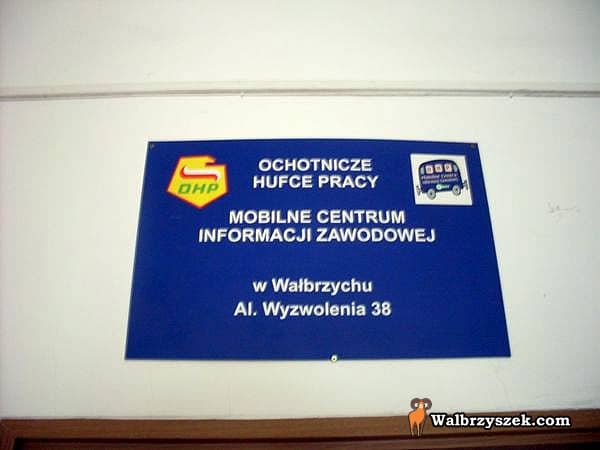 OHP
OCHOTNICZE
HUFCE PRACY
MOBILNE CENTRUM
INFORMACJI ZAWODOWEJ
w Wałbrzychu
Al. Wyzwolenia 38
Walbrzyszek.com